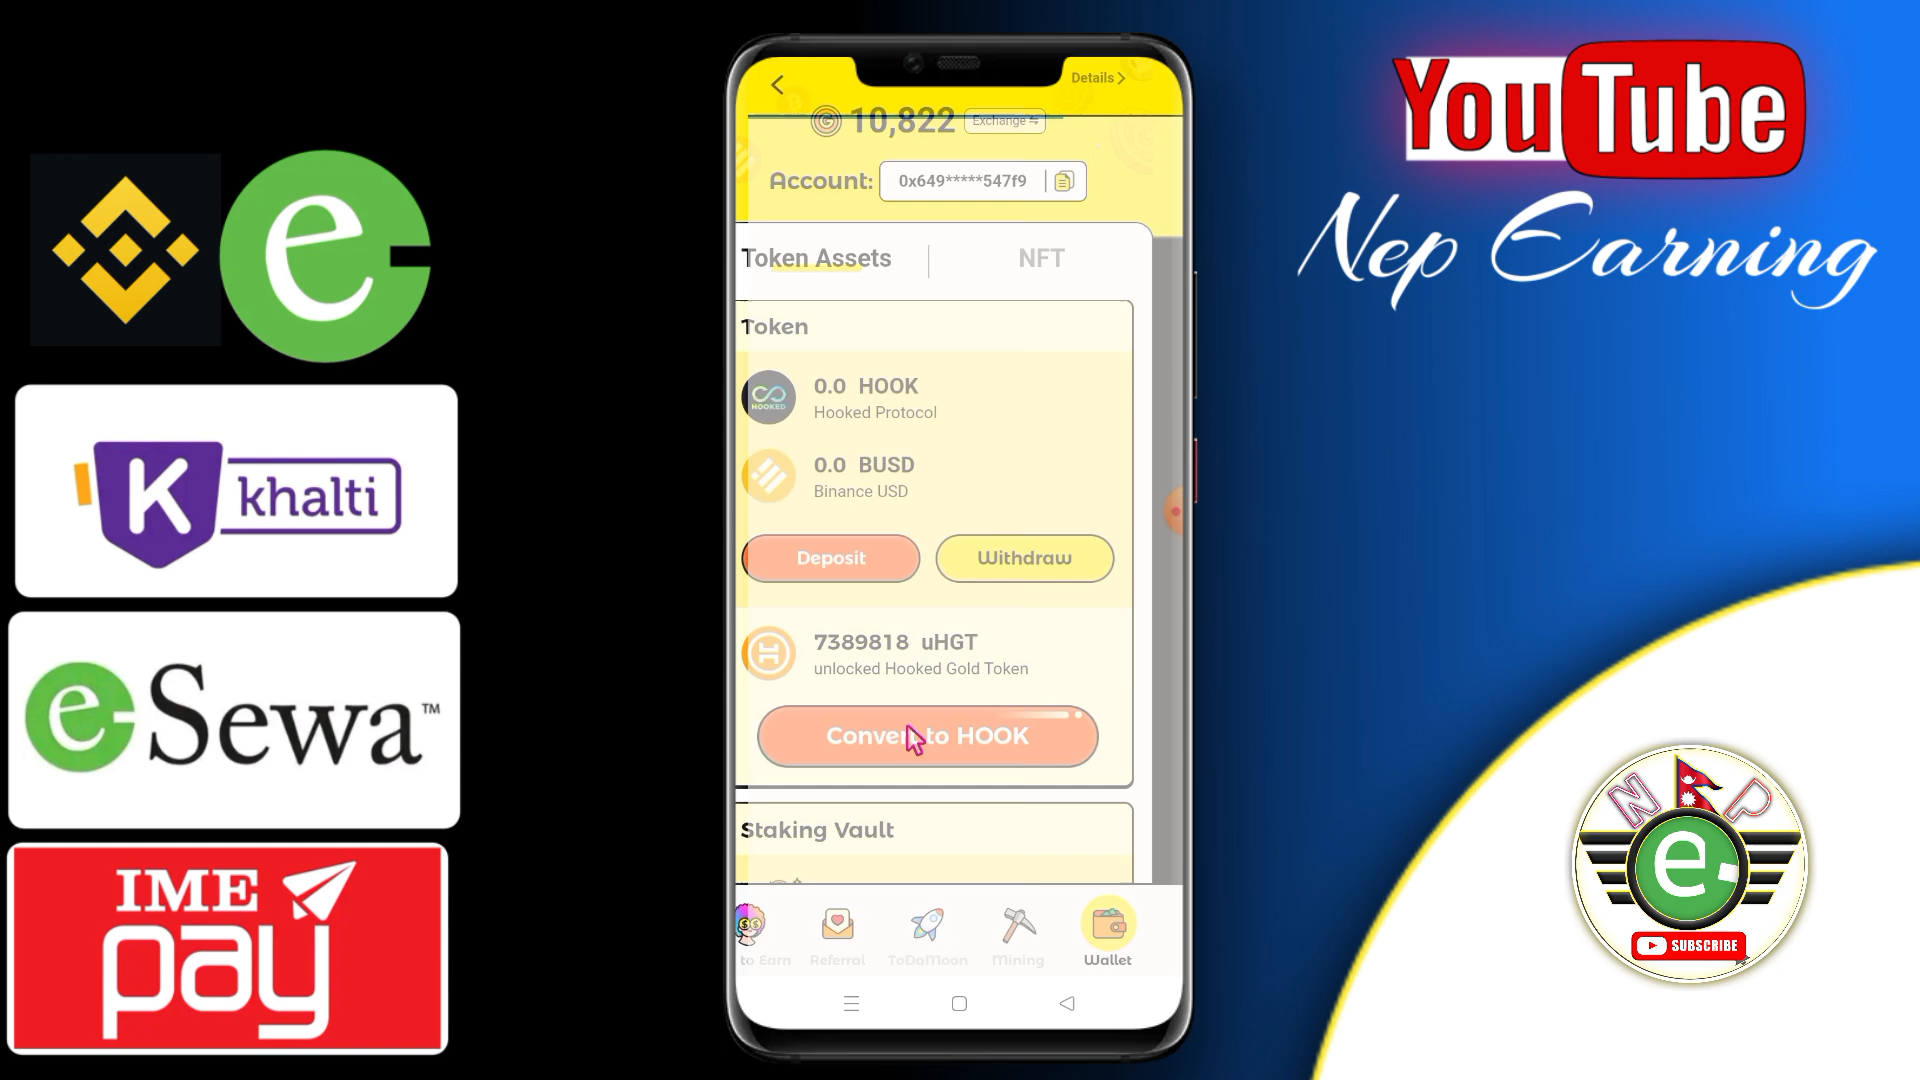 khalti
eSewa™
IME
pay
Details
10,822
Exchange
Account:
0x649*****547f9
Token Assets
NFT
Token
HOOKED
0.0 HOOK
Hooked Protocol
0.0 BUSD
Binance USD
Deposit
Withdraw
7389818 uHGT
unlocked Hooked Gold Token
Convert to HOOK
Staking Vault
to Earn
Referral
ToDaMoon
Mining
Wallet
YouTube
Nep Earning
N P
e
SUBSCRIBE